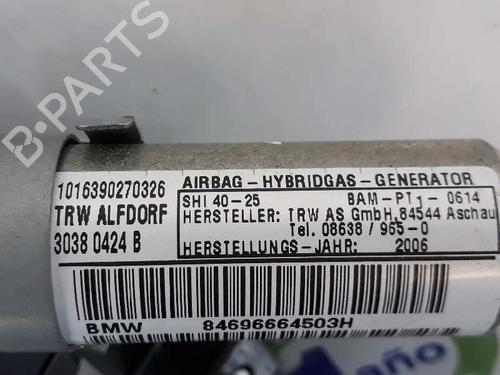 B-PARTS
1016390270326
TRW ALFDORF
3038 0424 B
AIRBAG - HYBRIDGAS - GENERATOR
SHI 40-25 BAM-PT1-0614
HERSTELLER: TRW AS GmbH, 84544 Aschau
Tel. 08638 / 965-0
HERSTELLUNGS-JAHR: 2006
BMW 84696664503H
año